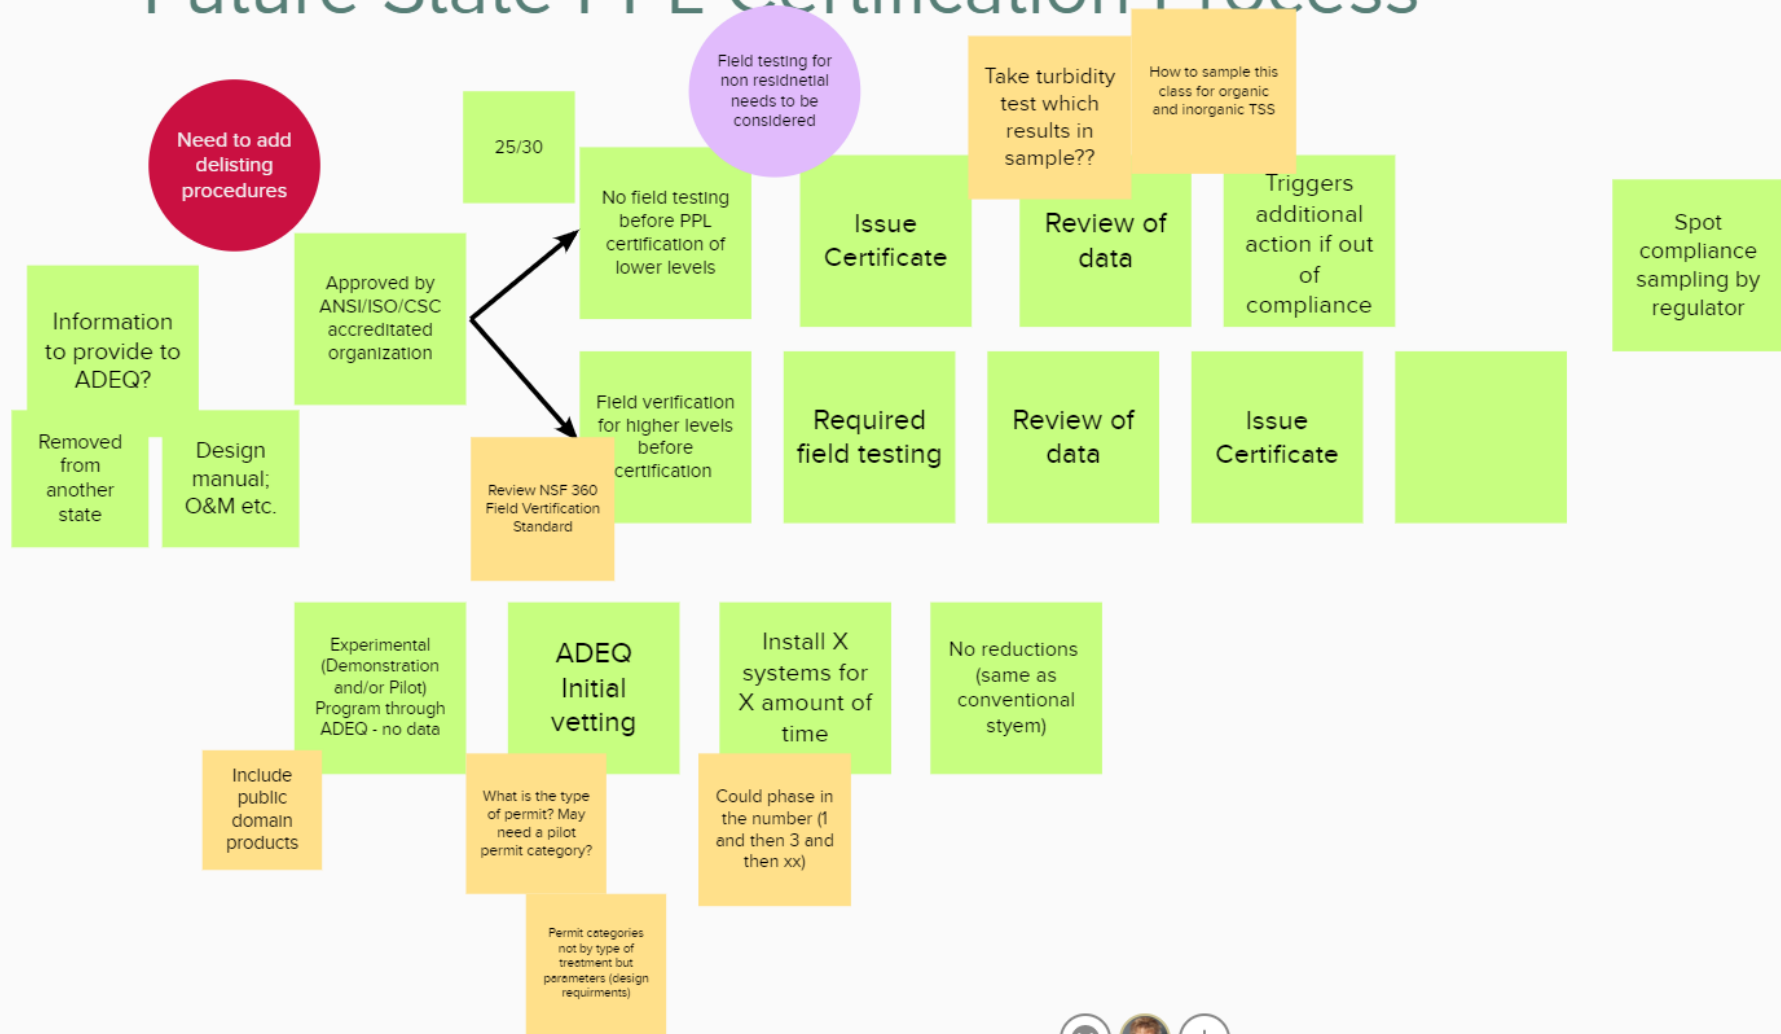 Future State PPL Certification Process
Need to add
delisting
procedures
25/30
Field testing for
non residnetial
needs to be
considered
Take turbidity
test which
results in
sample??
How to sample this
class for organic
and inorganic TSS
Information
to provide to
ADEQ?
Removed
from
another
state
Design
manual;
O&M etc.
Approved by
ANSI/ISO/CSC
accreditated
organization
No field testing
before PPL
certification of
lower levels
Issue
Certificate
Review of
data
Triggers
additional
action if out
of
compliance
Spot
compliance
sampling by
regulator
Field verification
for higher levels
before
certification
Review NSF 360
Field Vertification
Standard
Required
field testing
Review of
data
Issue
Certificate
Experimental
(Demonstration
and/or Pilot)
Program through
ADEQ - no data
ADEQ
Initial
vetting
Install X
systems for
X amount of
time
No reductions
(same as
conventional
styem)
Include
public
domain
products
What is the type
of permit? May
need a pilot
permit category?
Could phase in
the number (1
and then 3 and
then xx)
Permit categories
not by type of
treatment but
parameters (design
requirments)